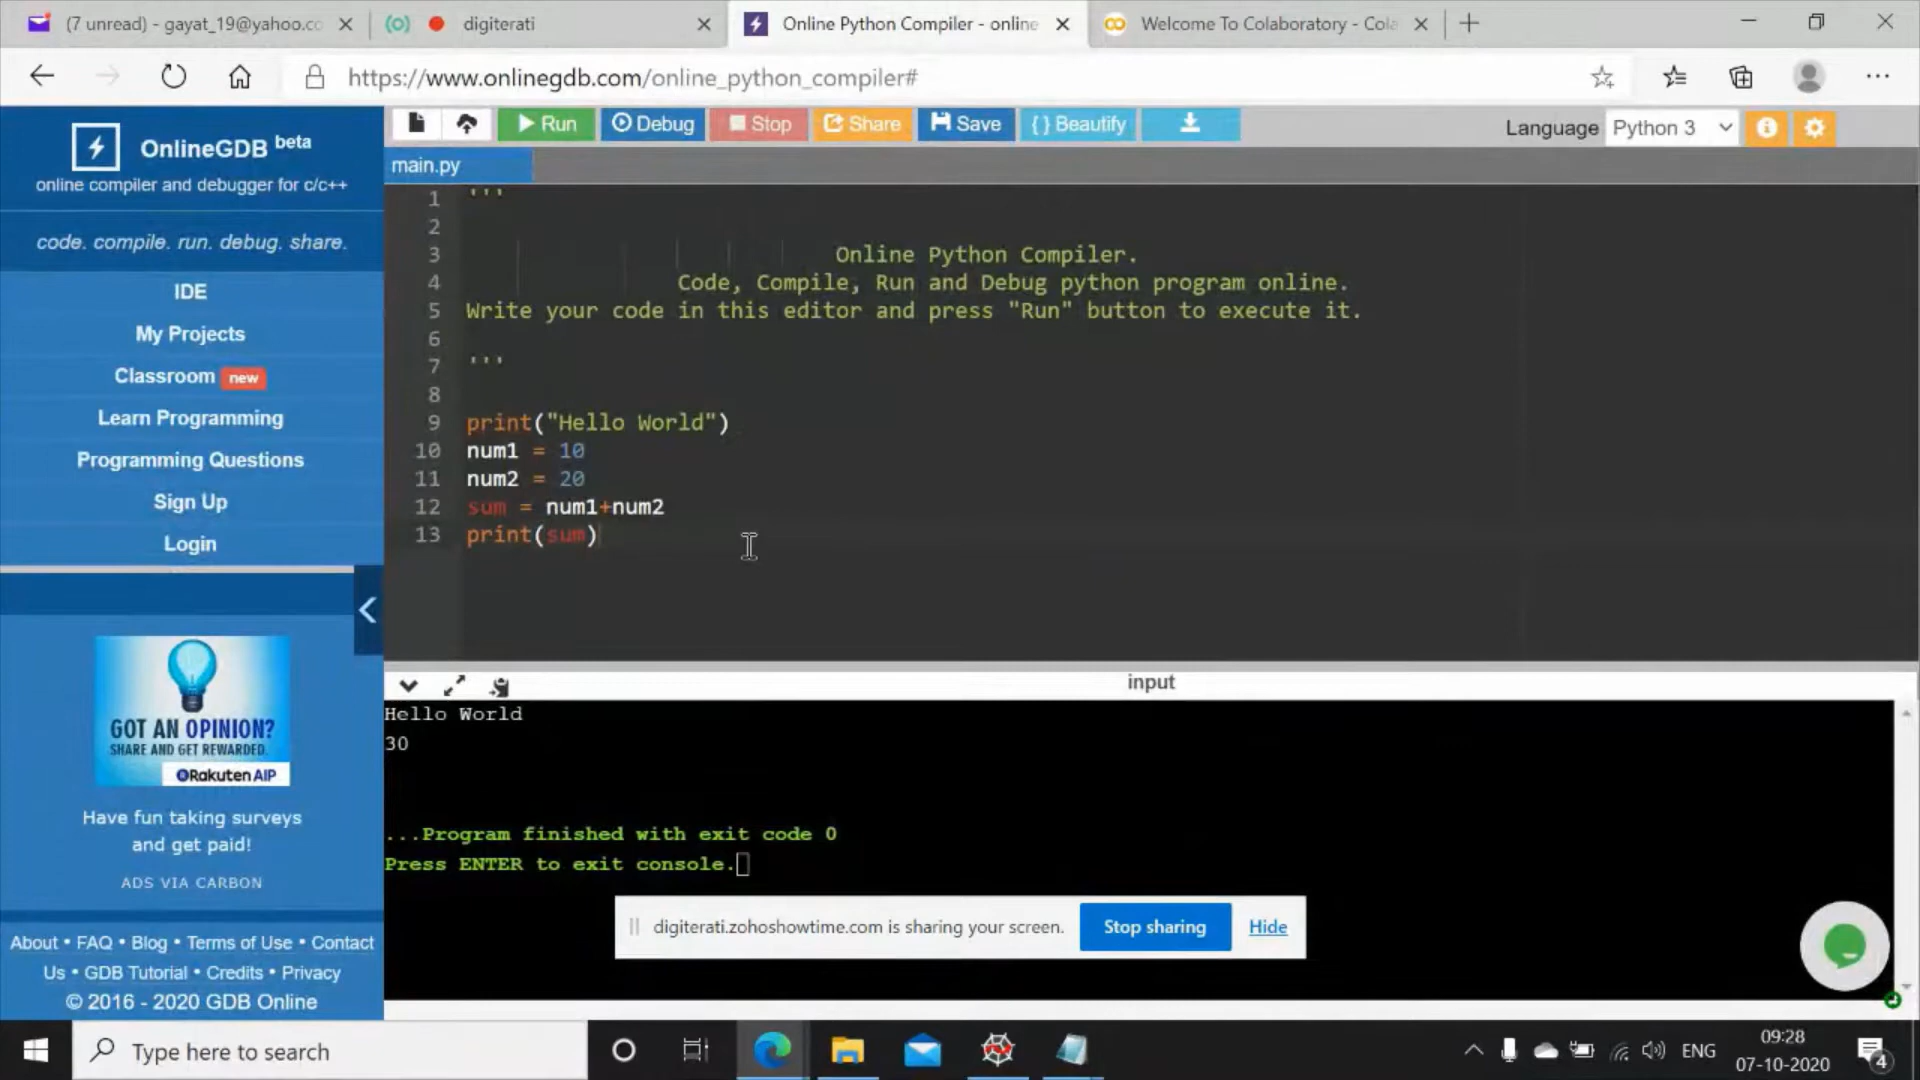 (7 unread) - gayat_19@yahoo.co
digiterati
Online Python Compiler - online
Welcome To Colaboratory - Cola
https://www.onlinegdb.com/online_python_compiler#
OnlineGDB beta
online compiler and debugger for c/c++
code. compile. run. debug. share.
IDE
My Projects
Classroom new
Learn Programming
Programming Questions
Sign Up
Login
GOT AN OPINION?
SHARE AND GET REWARDED.
Rakuten AIP
Have fun taking surveys
and get paid!
ADS VIA CARBON
About • FAQ • Blog • Terms of Use • Contact
Us • GDB Tutorial • Credits • Privacy
© 2016 - 2020 GDB Online
Run Debug Stop Share Save { } Beautify
Language Python 3
main.py
1 '''
2
3 Online Python Compiler.
4 Code, Compile, Run and Debug python program online.
5 Write your code in this editor and press "Run" button to execute it.
6
7 '''
8
9 print("Hello World")
10 num1 = 10
11 num2 = 20
12 sum = num1+num2
13 print(sum)
input
Hello World
30
...Program finished with exit code 0
Press ENTER to exit console.
digiterati.zohoshowtime.com is sharing your screen. Stop sharing Hide
Type here to search
ENG
09:28
07-10-2020
4